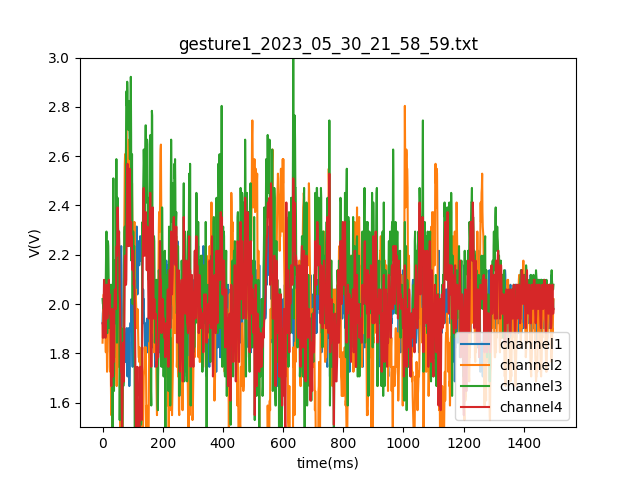 gesture1_2023_05_30_21_58_59.txt
3.0
2.8
2.6
2.4
2.2
2.0
1.8
1.6
V(V)
0 200 400 600 800 1000 1200 1400
time(ms)
channel1
channel2
channel3
channel4